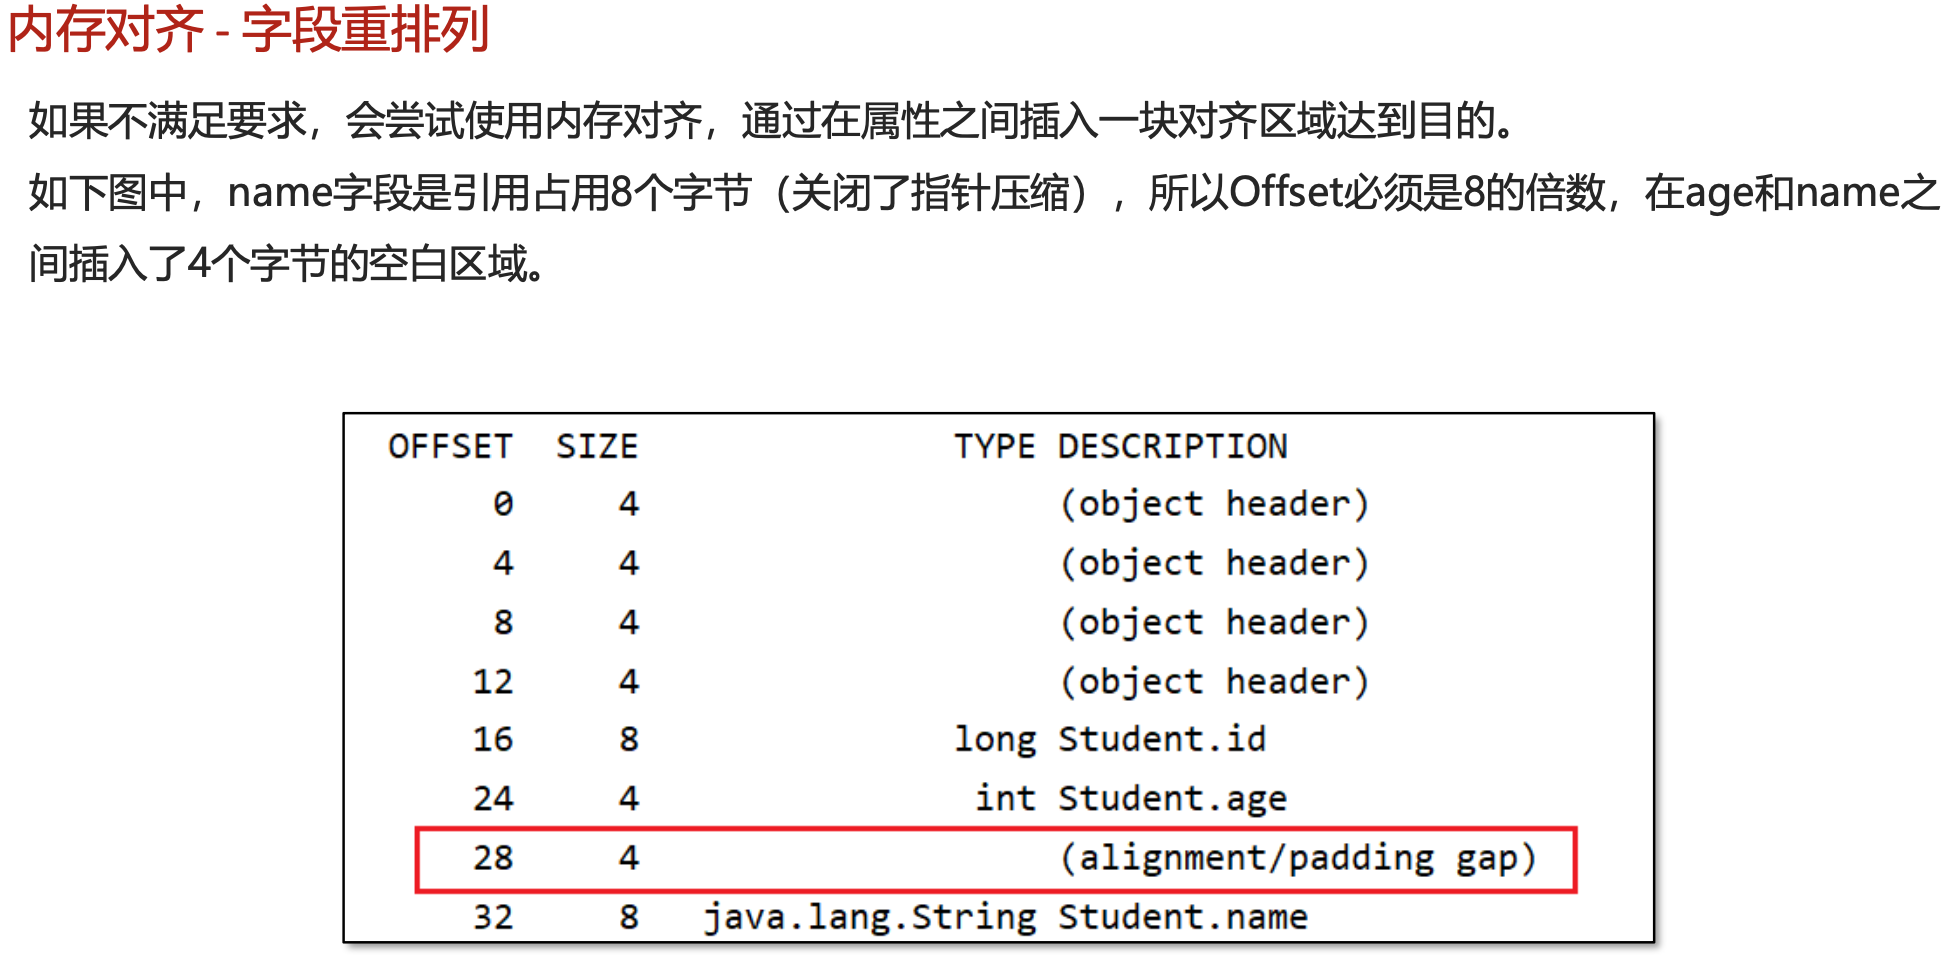 内存对齐 - 字段重排列
如果不满足要求，会尝试使用内存对齐，通过在属性之间插入一块对齐区域达到目的。
如下图中，name字段是引用占用8个字节（关闭了指针压缩），所以Offset必须是8的倍数，在age和name之
间插入了4个字节的空白区域。
OFFSET  SIZE               TYPE DESCRIPTION
0     4                    (object header)
4     4                    (object header)
8     4                    (object header)
12     4                    (object header)
16     8               long Student.id
24     4                int Student.age
28     4                    (alignment/padding gap)
32     8   java.lang.String Student.name